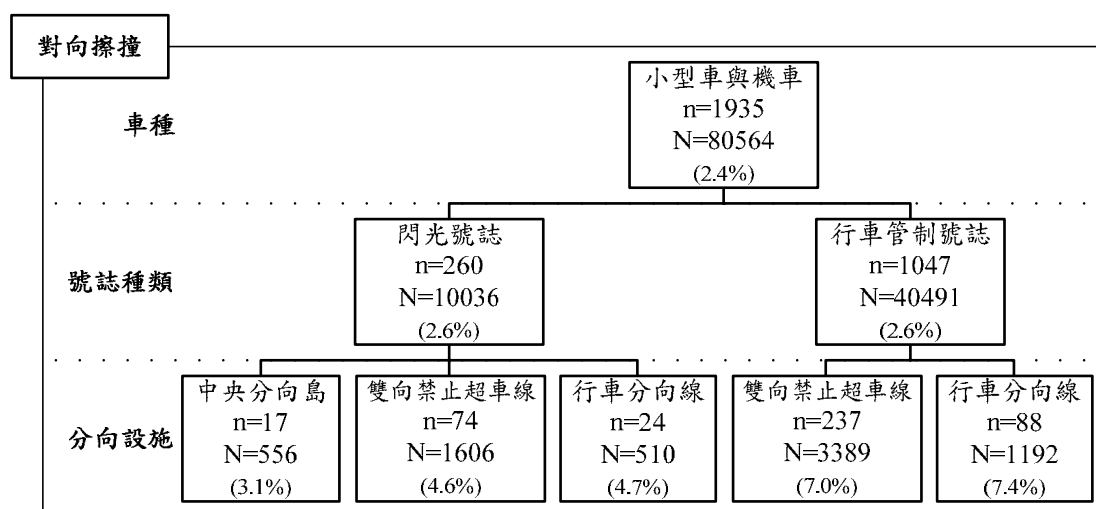 對向擦撞
車種
小型車與機車
n=1935
N=80564
(2.4%)
號誌種類
閃光號誌
n=260
N=10036
(2.6%)
行車管制號誌
n=1047
N=40491
(2.6%)
分向設施
中央分向島
n=17
N=556
(3.1%)
雙向禁止超車線
n=74
N=1606
(4.6%)
行車分向線
n=24
N=510
(4.7%)
雙向禁止超車線
n=237
N=3389
(7.0%)
行車分向線
n=88
N=1192
(7.4%)